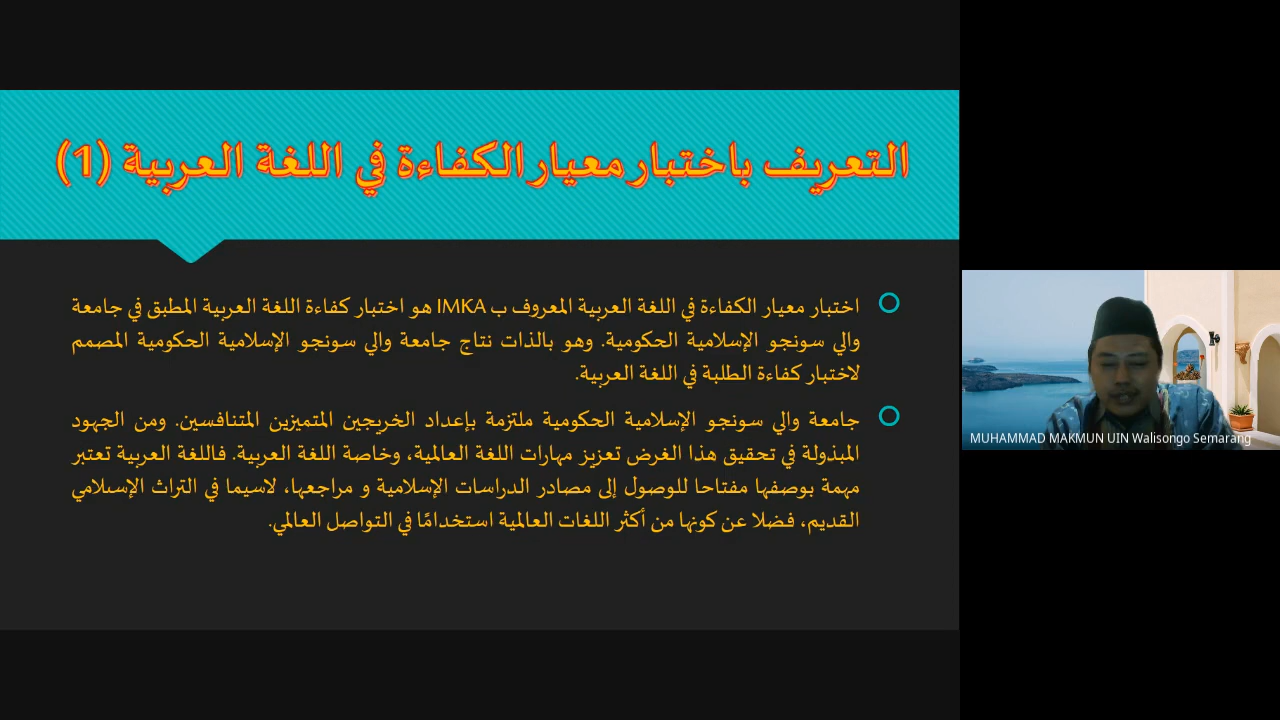 التعريف باختبار معيار الكفاءة في اللغة العربية (1)
اختبار معيار الكفاءة في اللغة العربية المعروف ب IMKA هو اختبار كفاءة اللغة العربية المطبق في جامعة
والي سونجو الإسلامية الحكومية. وهو بالذات نتاج جامعة والي سونجو الإسلامية الحكومية المصمم
لاختبار كفاءة الطلبة في اللغة العربية.
جامعة والي سونجو الإسلامية الحكومية ملتزمة بإعداد الخريجين المتميزين المتنافسين. ومن الجهود
المبذولة في تحقيق هذا الغرض تعزيز مهارات اللغة العالمية، وخاصة اللغة العربية. فاللغة العربية تعتبر
مهمة بوصفها مفتاحا للوصول إلى مصادر الدراسات الإسلامية و مراجعها، لاسيما في التراث الإسلامي
القديم، فضلا عن كونها من أكثر اللغات العالمية استخدامًا في التواصل العالمي.
MUHAMMAD MAKMUN UIN Walisongo Semarang